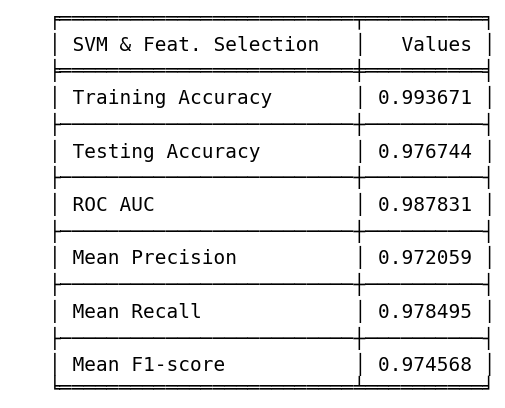 SVM & Feat. Selection Values
Training Accuracy 0.993671
Testing Accuracy 0.976744
ROC AUC 0.987831
Mean Precision 0.972059
Mean Recall 0.978495
Mean F1-score 0.974568